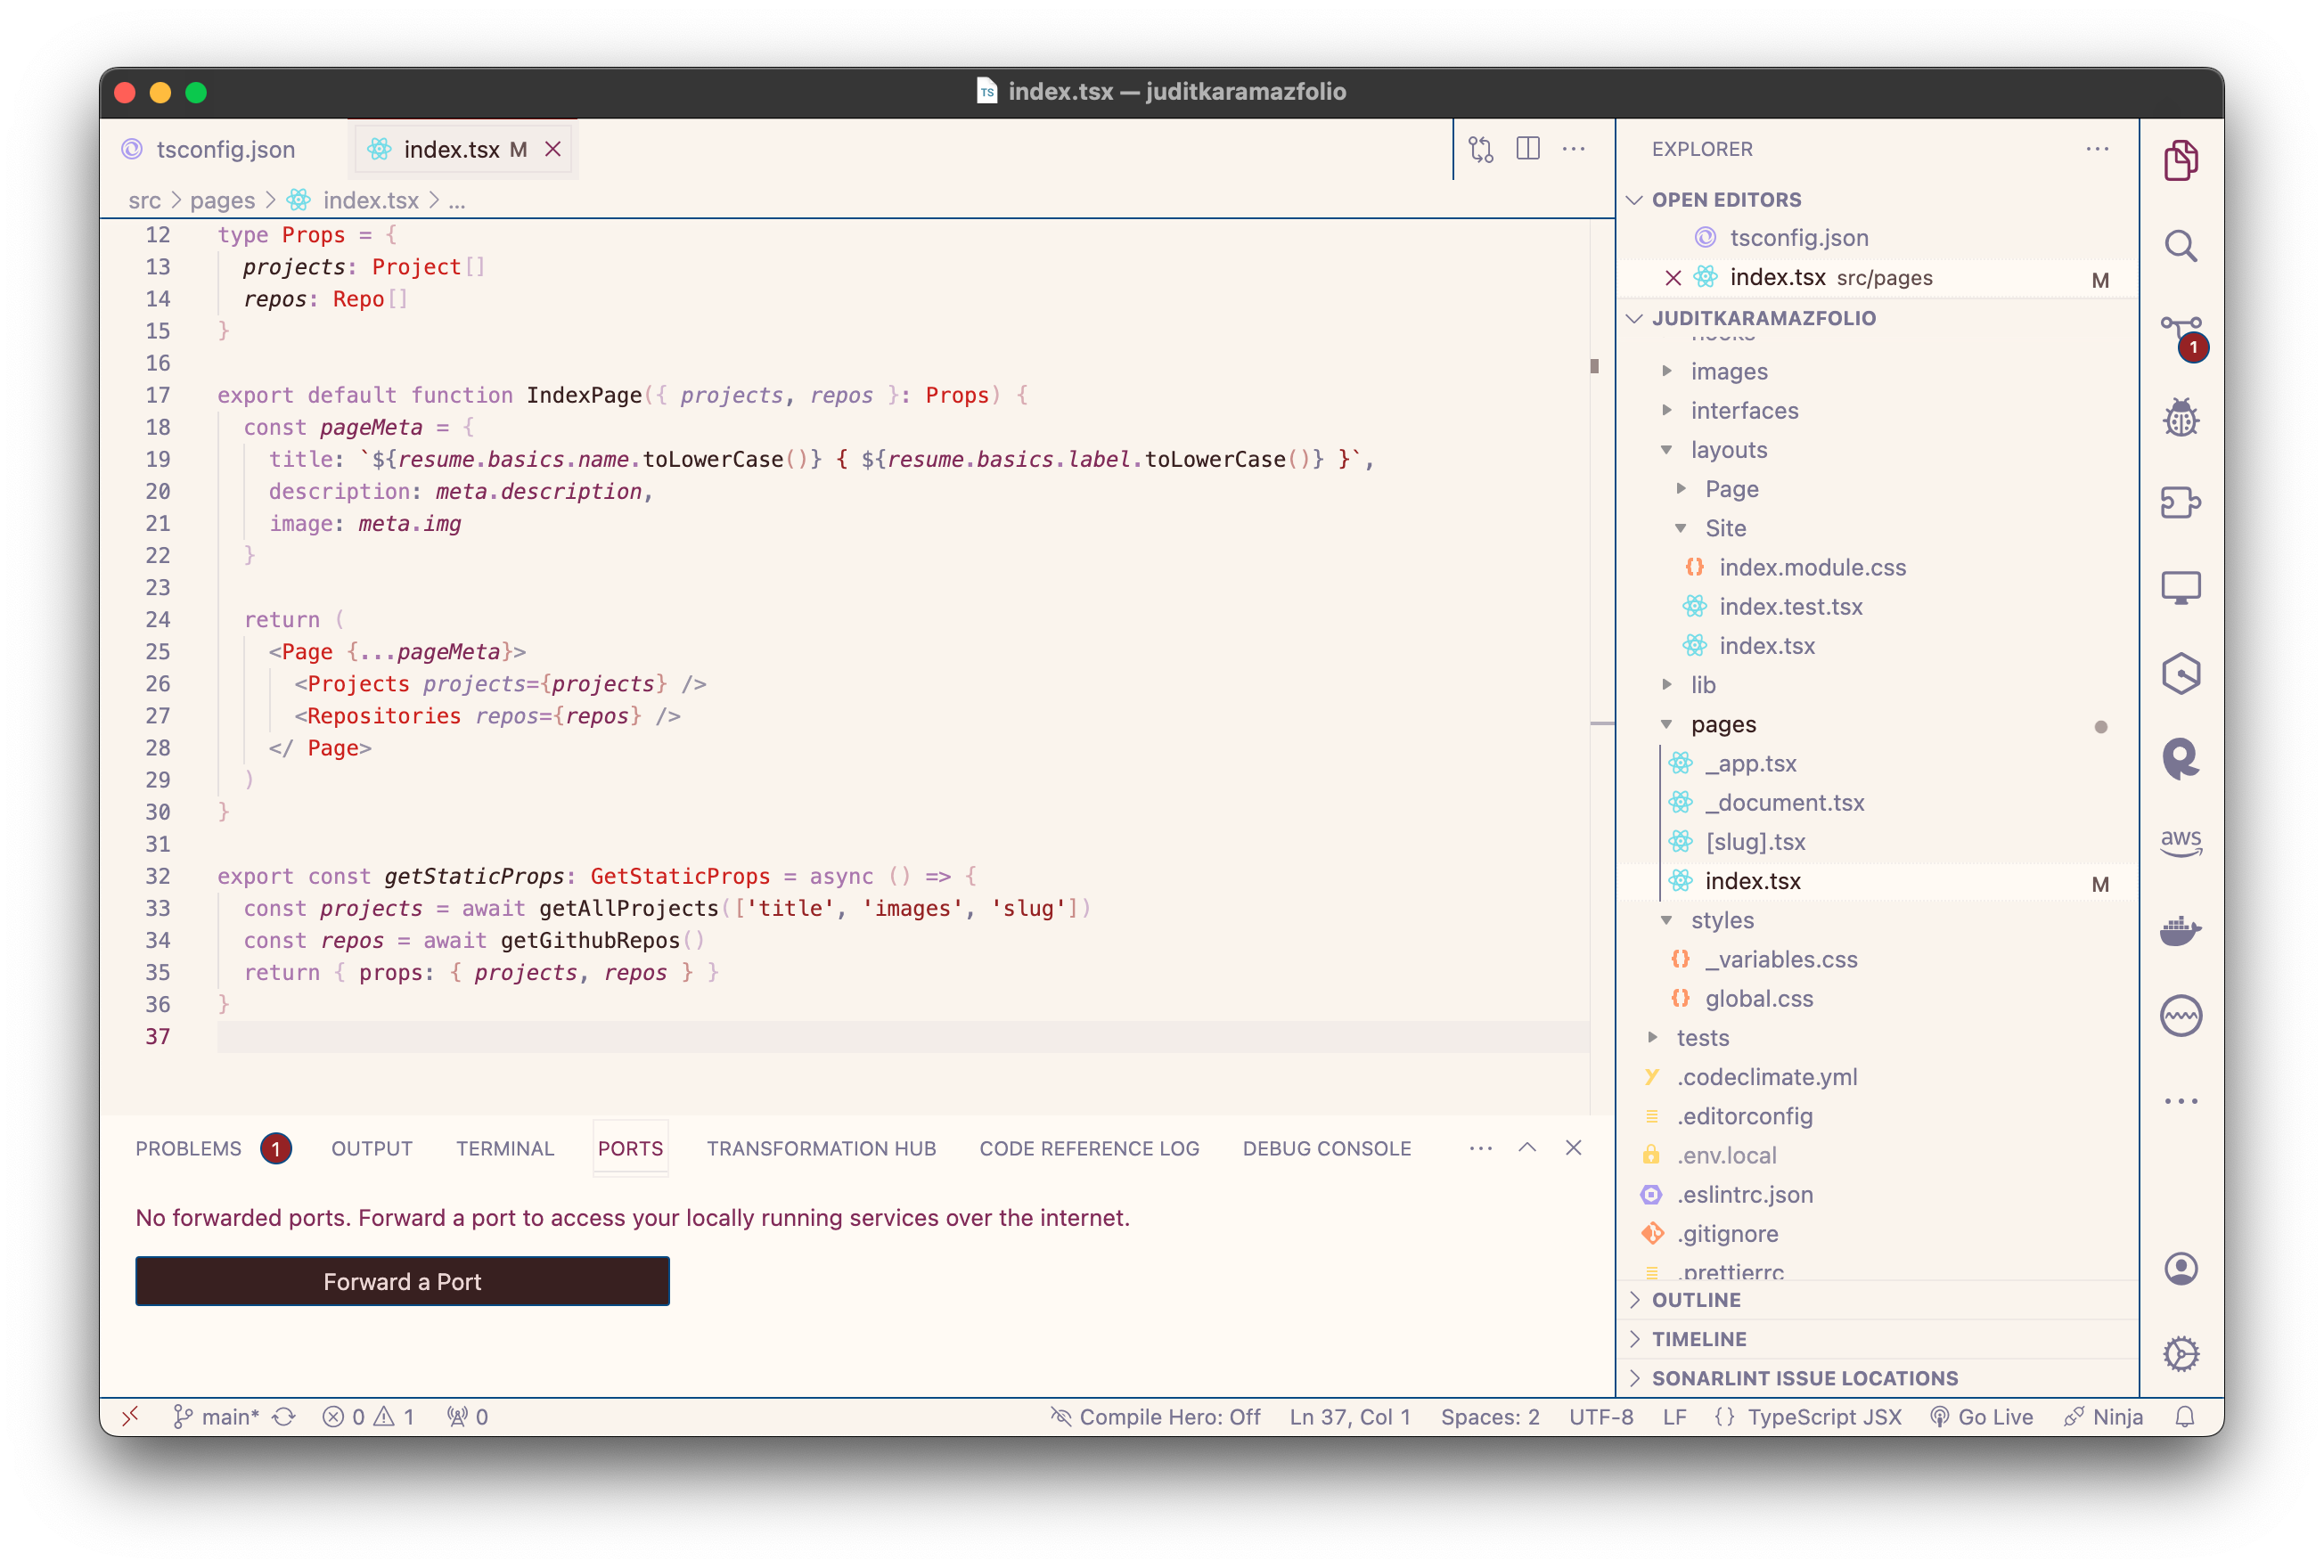 TS index.tsx — juditkaramazfolio
tsconfig.json
index.tsx M
src > pages > index.tsx > ...
12 type Props = {
13 projects: Project[]
14 repos: Repo[]
15 }
16
17 export default function IndexPage({ projects, repos }: Props) {
18 const pageMeta = {
19 title: `${resume.basics.name.toLowerCase()} { ${resume.basics.label.toLowerCase()} }`,
20 description: meta.description,
21 image: meta.img
22 }
23
24 return (
25 <Page {...pageMeta}>
26 <Projects projects={projects} />
27 <Repositories repos={repos} />
28 </ Page>
29 )
30 }
31
32 export const getStaticProps: GetStaticProps = async () => {
33 const projects = await getAllProjects(['title', 'images', 'slug'])
34 const repos = await getGithubRepos()
35 return { props: { projects, repos } }
36 }
37
PROBLEMS 1 OUTPUT TERMINAL PORTS TRANSFORMATION HUB CODE REFERENCE LOG DEBUG CONSOLE
No forwarded ports. Forward a port to access your locally running services over the internet.
Forward a Port
EXPLORER
OPEN EDITORS
tsconfig.json
index.tsx src/pages M
JUDITKARAMAZFOLIO
hooks
images
interfaces
layouts
Page
Site
index.module.css
index.test.tsx
index.tsx
lib
pages
_app.tsx
_document.tsx
[slug].tsx
index.tsx M
styles
_variables.css
global.css
tests
.codeclimate.yml
.editorconfig
.env.local
.eslintrc.json
.gitignore
.prettierrc
OUTLINE
TIMELINE
SONARLINT ISSUE LOCATIONS
1
aws
main* 0 1 0 Compile Hero: Off Ln 37, Col 1 Spaces: 2 UTF-8 LF {} TypeScript JSX Go Live Ninja